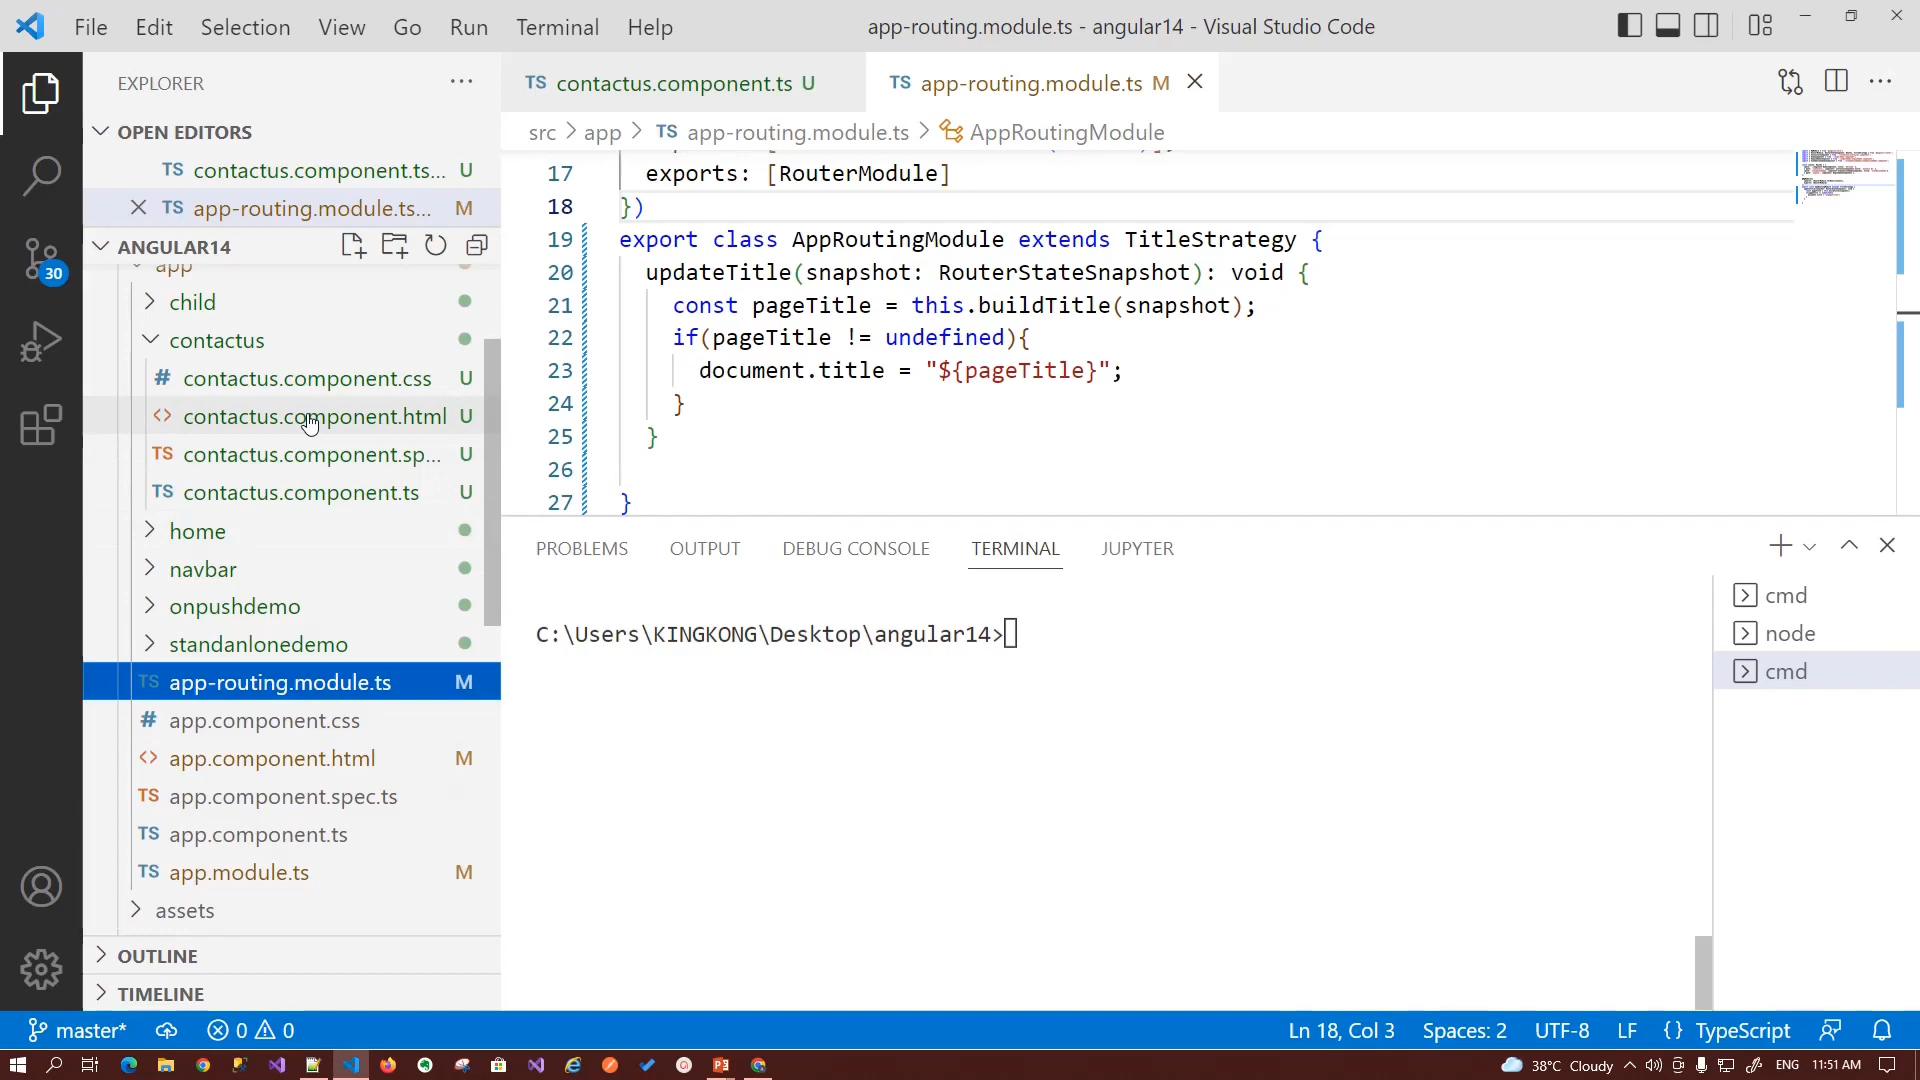 File Edit Selection View Go Run Terminal Help
app-routing.module.ts - angular14 - Visual Studio Code
EXPLORER
OPEN EDITORS
TS contactus.component.ts... U
TS app-routing.module.ts... M
ANGULAR14
app
child
contactus
# contactus.component.css U
<> contactus.component.html U
TS contactus.component.sp... U
TS contactus.component.ts U
home
navbar
onpushdemo
standanlonedemo
TS app-routing.module.ts M
# app.component.css
<> app.component.html M
TS app.component.spec.ts
TS app.component.ts
TS app.module.ts M
assets
OUTLINE
TIMELINE
30
TS contactus.component.ts U
TS app-routing.module.ts M
src > app > TS app-routing.module.ts > AppRoutingModule
17 exports: [RouterModule]
18 })
19 export class AppRoutingModule extends TitleStrategy {
20 updateTitle(snapshot: RouterStateSnapshot): void {
21 const pageTitle = this.buildTitle(snapshot);
22 if(pageTitle != undefined){
23 document.title = "${pageTitle}";
24 }
25 }
26
27 }
PROBLEMS OUTPUT DEBUG CONSOLE TERMINAL JUPYTER
C:\Users\KINGKONG\Desktop\angular14>
cmd
node
cmd
master* 0 0
Ln 18, Col 3 Spaces: 2 UTF-8 LF {} TypeScript
38°C Cloudy ENG 11:51 AM